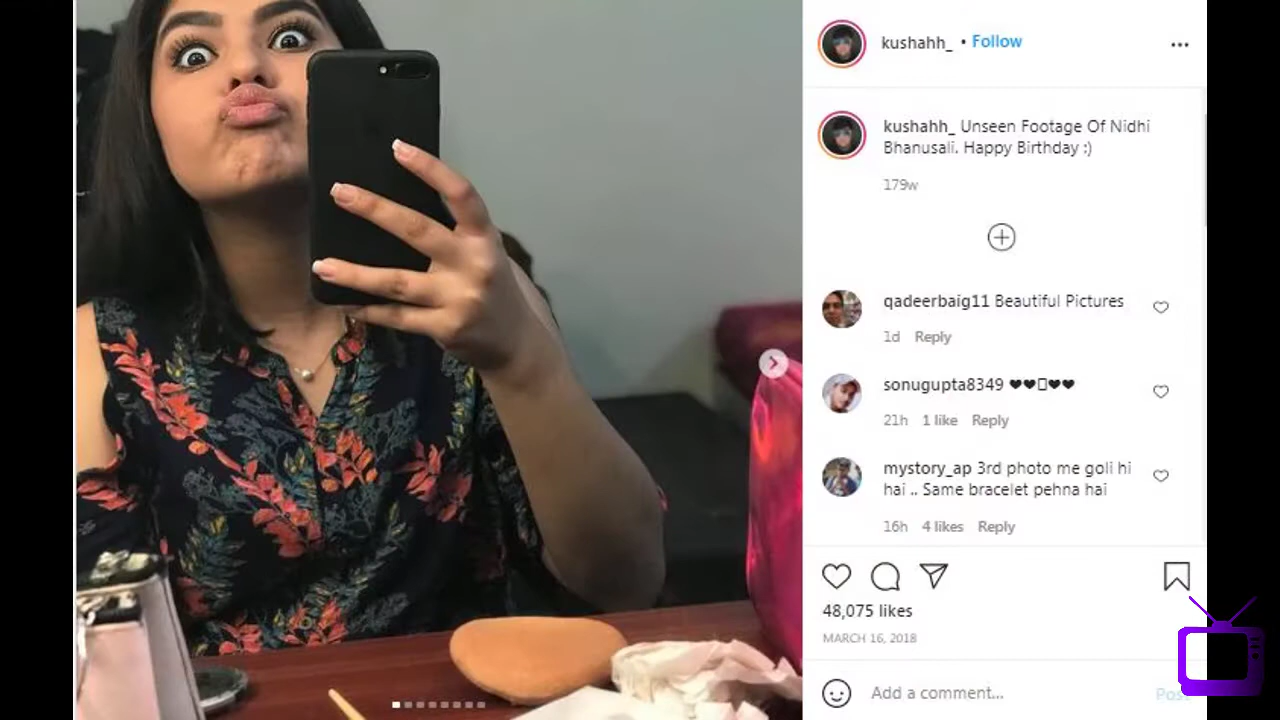 kushahh_ • Follow
kushahh_ Unseen Footage Of Nidhi
Bhanusali. Happy Birthday :)
179w
qadeerbaig11 Beautiful Pictures
1d Reply
sonugupta8349 ❤❤▯❤❤
21h 1 like Reply
mystory_ap 3rd photo me goli hi
hai .. Same bracelet pehna hai
16h 4 likes Reply
48,075 likes
MARCH 16, 2018
Add a comment...